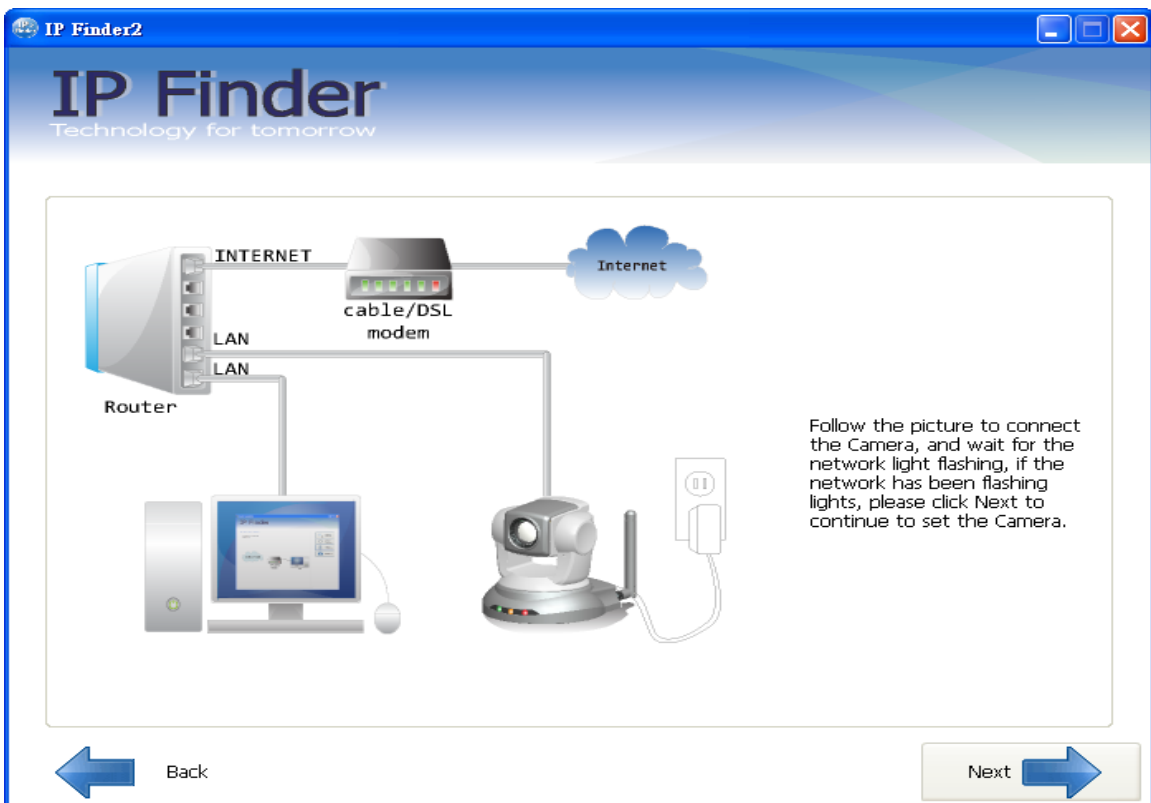 IP Finder2
IP Finder
Technology for tomorrow
INTERNET
Internet
cable/DSL
modem
LAN
LAN
Router
Follow the picture to connect
the Camera, and wait for the
network light flashing, if the
network has been flashing
lights, please click Next to
continue to set the Camera.
IP Finder
Back
Next